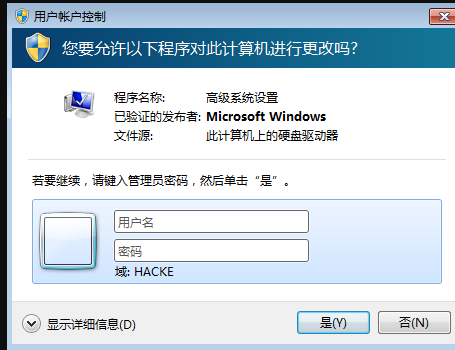 用户帐户控制
您要允许以下程序对此计算机进行更改吗?
程序名称: 高级系统设置
已验证的发布者: Microsoft Windows
文件源: 此计算机上的硬盘驱动器
若要继续，请键入管理员密码，然后单击“是”。
用户名
密码
域: HACKE
显示详细信息(D) 是(Y) 否(N)